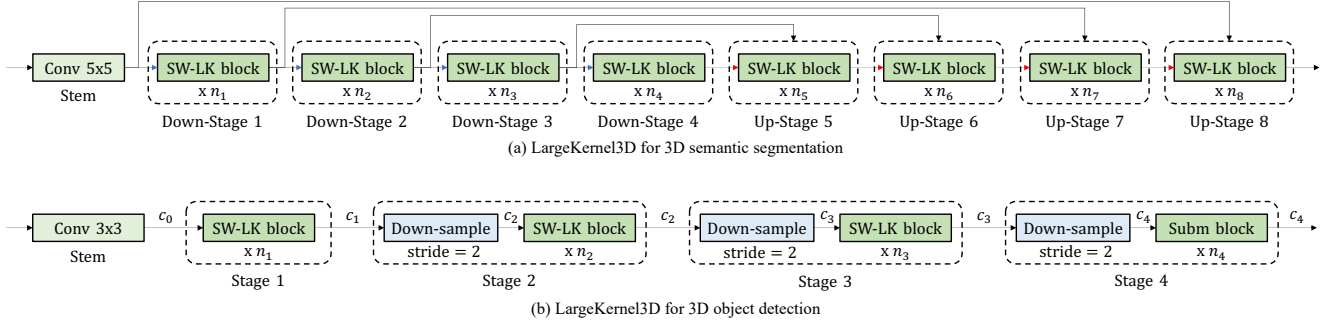 Conv 5x5 SW-LK block SW-LK block SW-LK block SW-LK block SW-LK block SW-LK block SW-LK block SW-LK block
Stem x n₁ x n₂ x n₃ x n₄ x n₅ x n₆ x n₇ x n₈
Down-Stage 1 Down-Stage 2 Down-Stage 3 Down-Stage 4 Up-Stage 5 Up-Stage 6 Up-Stage 7 Up-Stage 8
(a) LargeKernel3D for 3D semantic segmentation
c₀ c₁ c₂ c₂ c₃ c₃ c₄ c₄
Conv 3x3 SW-LK block Down-sample SW-LK block Down-sample SW-LK block Down-sample Subm block
Stem x n₁ stride = 2 x n₂ stride = 2 x n₃ stride = 2 x n₄
Stage 1 Stage 2 Stage 3 Stage 4
(b) LargeKernel3D for 3D object detection